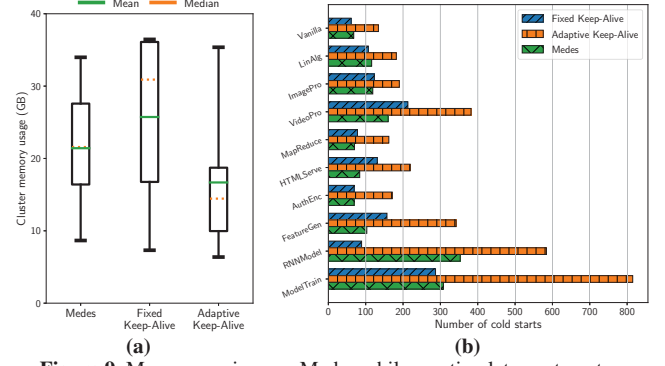 Mean Median
Cluster memory usage (GB)
40
30
20
10
0
Medes
Fixed
Keep-Alive
Adaptive
Keep-Alive
(a)
Fixed Keep-Alive
Adaptive Keep-Alive
Medes
Vanilla
LinAlg
ImagePro
VideoPro
MapReduce
HTMLServe
AuthEnc
FeatureGen
RNNModel
ModelTrain
0 100 200 300 400 500 600 700 800
Number of cold starts
(b)